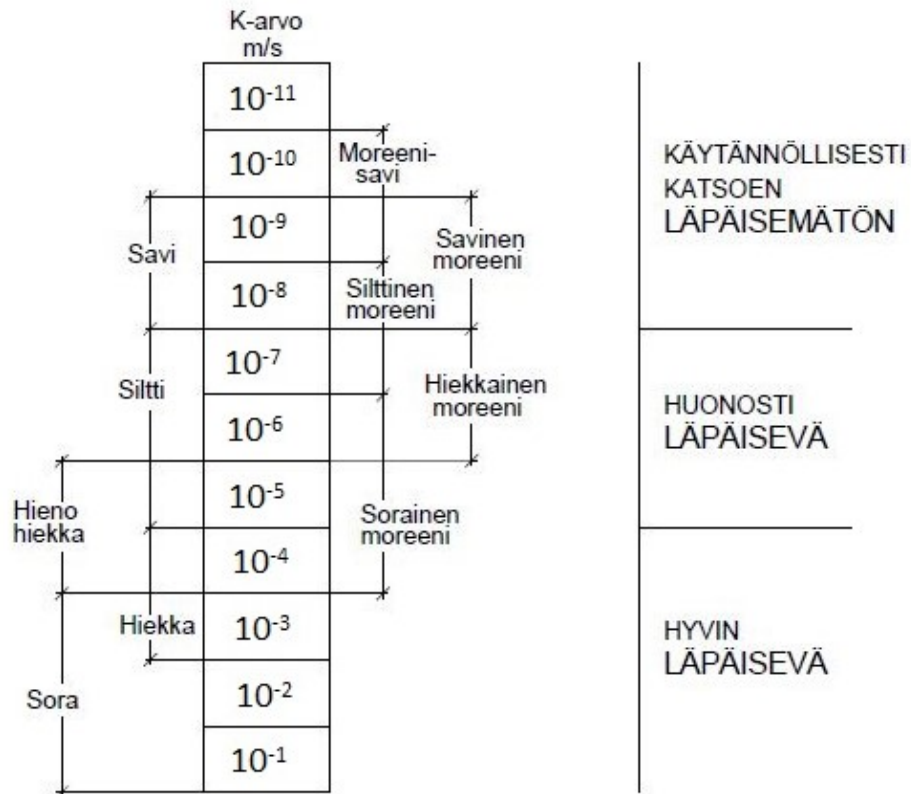 K-arvo
m/s
10⁻¹¹
10⁻¹⁰
10⁻⁹
10⁻⁸
10⁻⁷
10⁻⁶
10⁻⁵
10⁻⁴
10⁻³
10⁻²
10⁻¹
Savi
Siltti
Hieno
hiekka
Hiekka
Sora
Moreeni-
savi
Savinen
moreeni
Silttinen
moreeni
Hiekkainen
moreeni
Sorainen
moreeni
KÄYTÄNNÖLLISESTI
KATSOEN
LÄPÄISEMÄTÖN
HUONOSTI
LÄPÄISEVÄ
HYVIN
LÄPÄISEVÄ